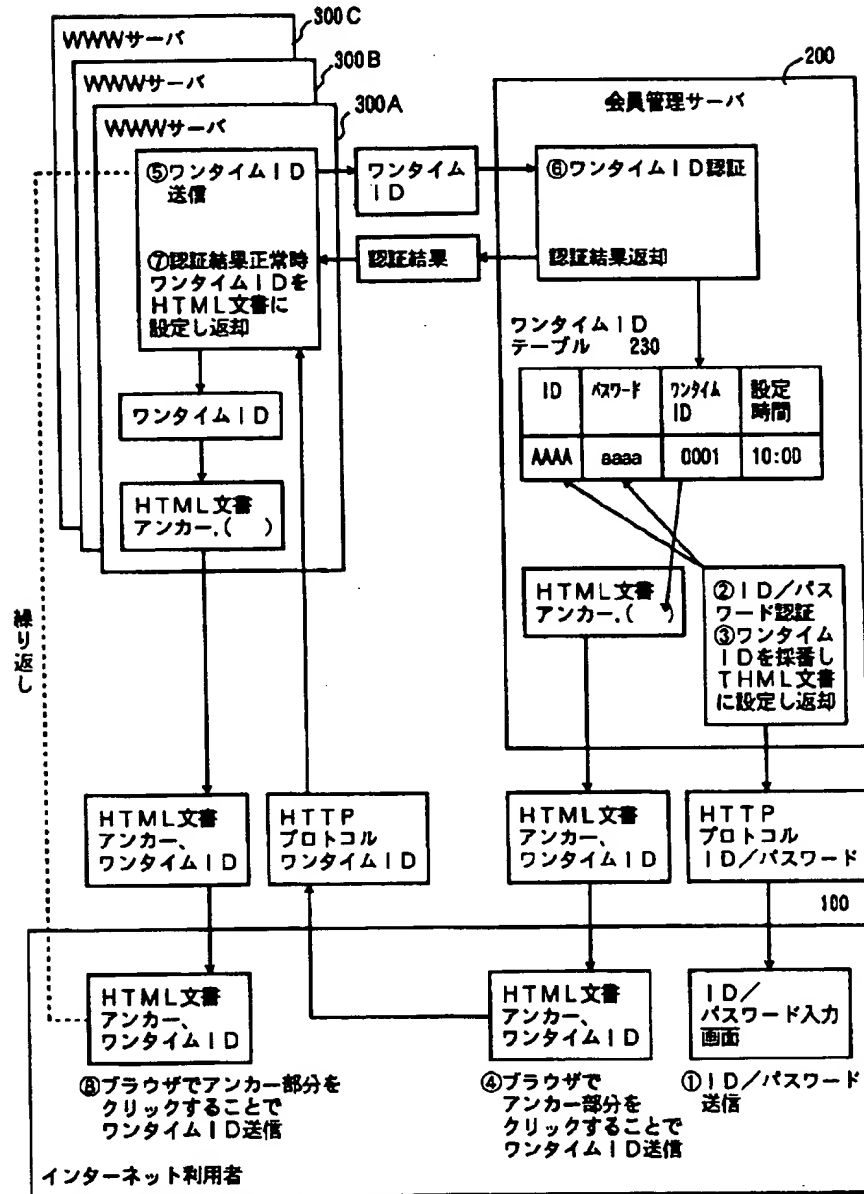 300C
WWWサーバ
300B
WWWサーバ
300A
WWWサーバ
⑤ワンタイムID
送信
⑦認証結果正常時
ワンタイムIDを
HTML文書に
設定し返却
ワンタイムID
HTML文書
アンカー,(　)
ワンタイム
ID
認証結果
200
会員管理サーバ
⑥ワンタイムID認証
認証結果返却
ワンタイムID
テーブル 230
ID
パスワード
ワンタイム
ID
設定
時間
AAAA
aaaa
0001
10:00
HTML文書
アンカー,(　)
②ID/パス
ワード認証
③ワンタイム
IDを採番し
THML文書
に設定し返却
繰り返し
HTML文書
アンカー、
ワンタイムID
HTTP
プロトコル
ワンタイムID
HTML文書
アンカー、
ワンタイムID
HTTP
プロトコル
ID/パスワード
100
HTML文書
アンカー、
ワンタイムID
⑧ブラウザでアンカー部分を
クリックすることで
ワンタイムID送信
HTML文書
アンカー、
ワンタイムID
④ブラウザで
アンカー部分を
クリックすることで
ワンタイムID送信
ID/
パスワード入力
画面
①ID/パスワード
送信
インターネット利用者